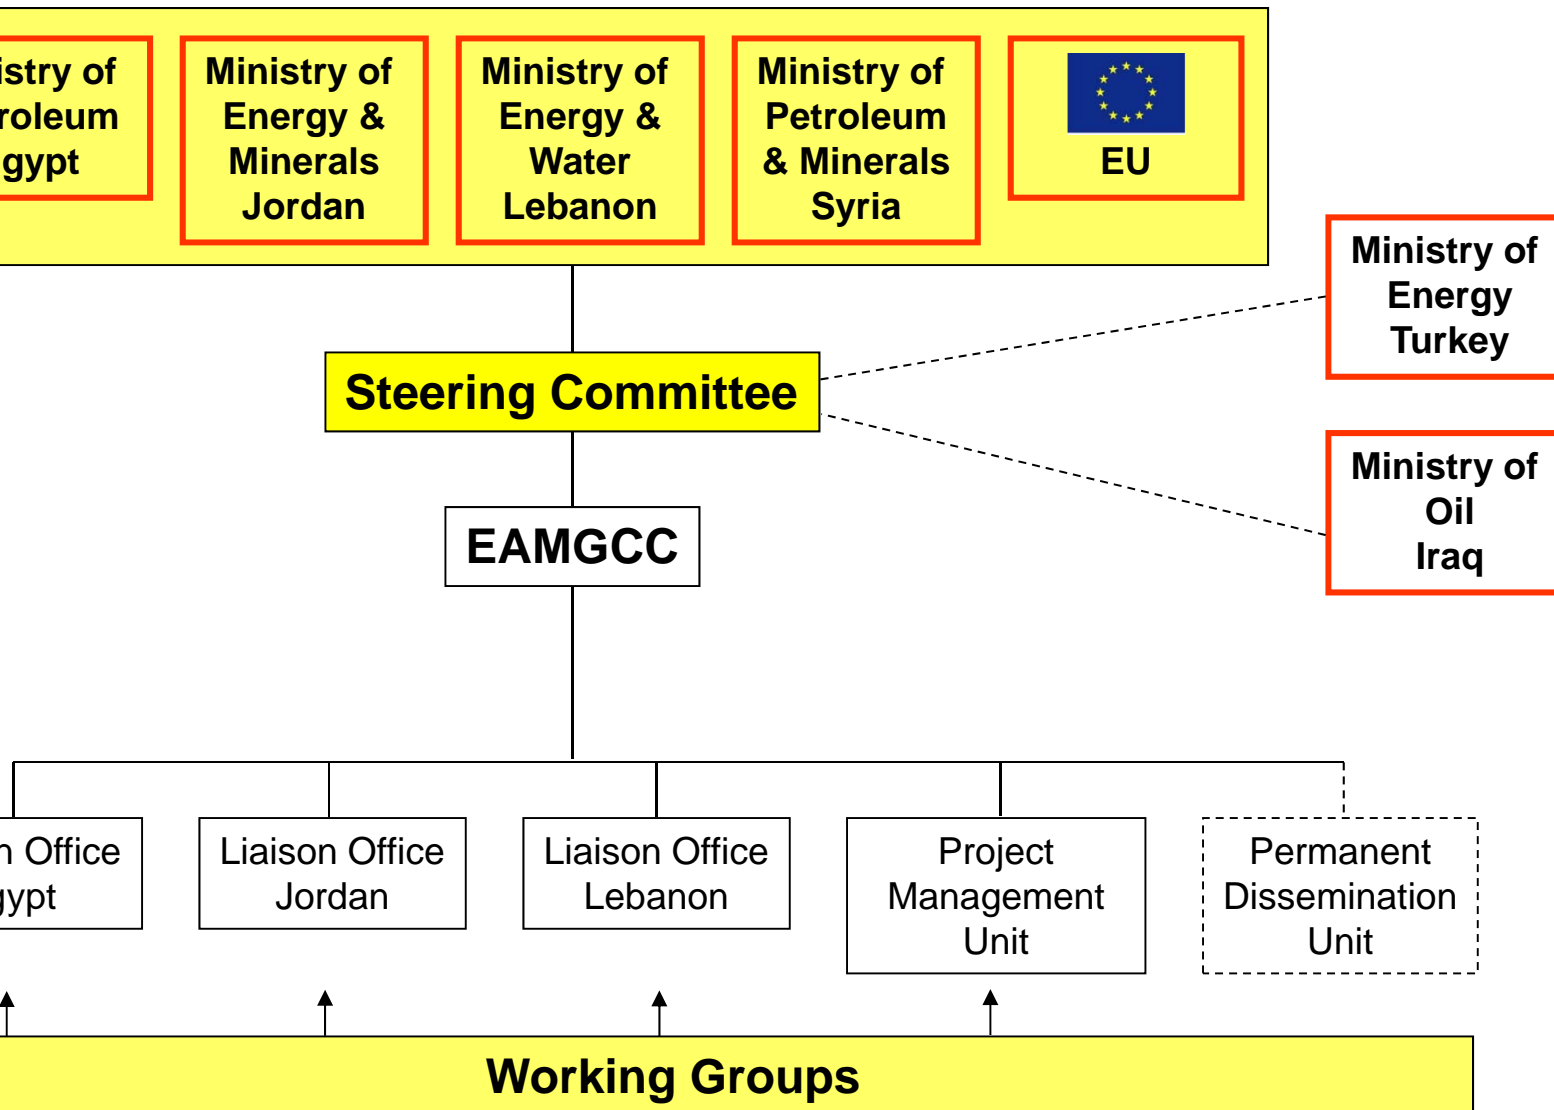 istry of
roleum
gypt
Ministry of
Energy &
Minerals
Jordan
Ministry of
Energy &
Water
Lebanon
Ministry of
Petroleum
& Minerals
Syria
EU
Ministry of
Energy
Turkey
Steering Committee
Ministry of
Oil
Iraq
EAMGCC
n Office
gypt
Liaison Office
Jordan
Liaison Office
Lebanon
Project
Management
Unit
Permanent
Dissemination
Unit
Working Groups